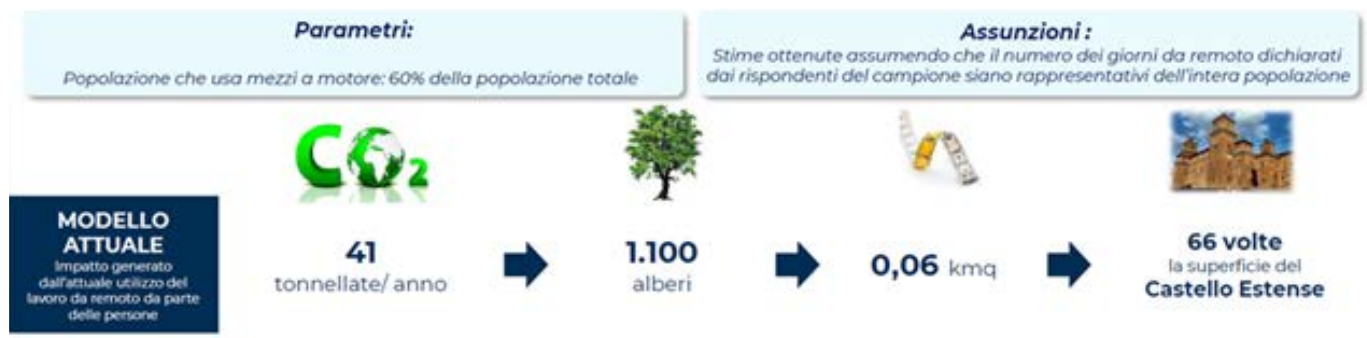 Parametri:
Popolazione che usa mezzi a motore: 60% della popolazione totale
Assunzioni :
Stime ottenute assumendo che il numero dei giorni da remoto dichiarati
dai rispondenti del campione siano rappresentativi dell'intera popolazione
CO2
MODELLO
ATTUALE
Impatto generato
dall'attuale utilizzo del
lavoro da remoto da parte
delle persone
41
tonnellate/ anno
1.100
alberi
0,06 kmq
66 volte
la superficie del
Castello Estense